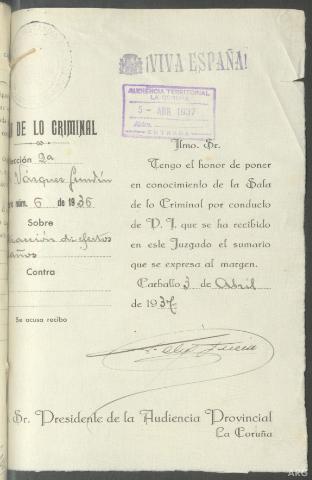 ¡VIVA ESPAÑA!
AUDIENCIA TERRITORIAL
LA CORUÑA
5 - ABR 1937
Núm.
ENTRADA
DE LO CRIMINAL
Sección 2a
Vázquez
núm. 6 de 1936
Sobre
efectos
Contra
Se acusa recibo
Ilmo. Sr.
Tengo el honor de poner
en conocimiento de la Sala
de lo Criminal por conducto
de V. I. que se ha recibido
en este Juzgado el sumario
que se expresa al margen.
Carballo 3 de Abril
de 1937
Sr. Presidente de la Audiencia Provincial
La Coruña
ARG